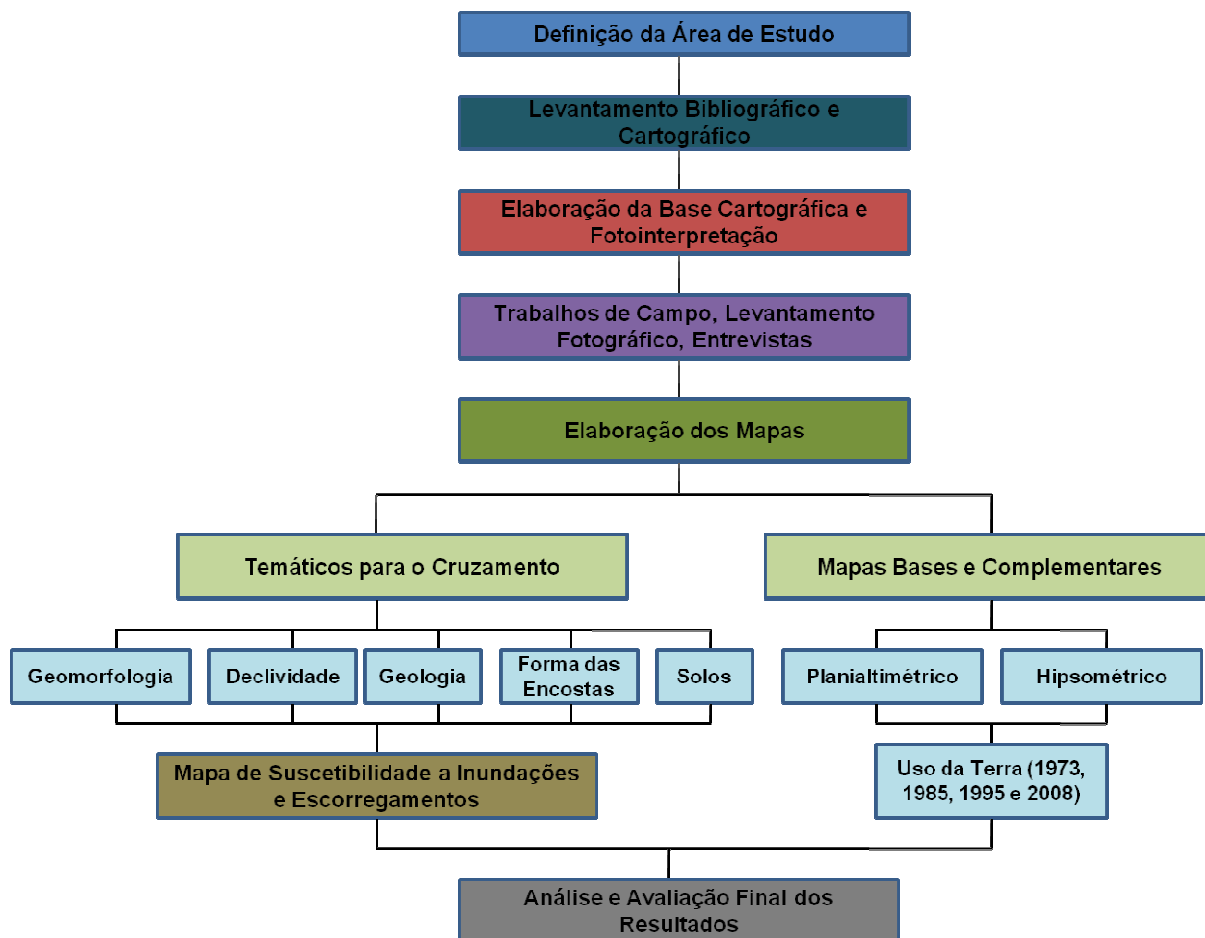 Definição da Área de Estudo
Levantamento Bibliográfico e
Cartográfico
Elaboração da Base Cartográfica e
Fotointerpretação
Trabalhos de Campo, Levantamento
Fotográfico, Entrevistas
Elaboração dos Mapas
Temáticos para o Cruzamento
Mapas Bases e Complementares
Geomorfologia
Declividade
Geologia
Forma das
Encostas
Solos
Planialtimétrico
Hipsométrico
Mapa de Suscetibilidade a Inundações
e Escorregamentos
Uso da Terra (1973,
1985, 1995 e 2008)
Análise e Avaliação Final dos
Resultados